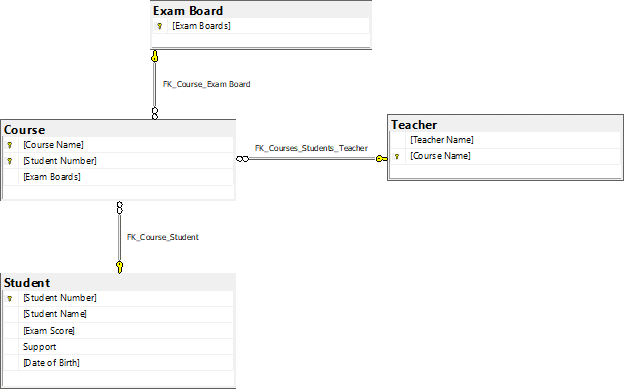 Exam Board
[Exam Boards]
FK_Course_Exam Board
Course
[Course Name]
[Student Number]
[Exam Boards]
FK_Courses_Students_Teacher
Teacher
[Teacher Name]
[Course Name]
FK_Course_Student
Student
[Student Number]
[Student Name]
[Exam Score]
Support
[Date of Birth]